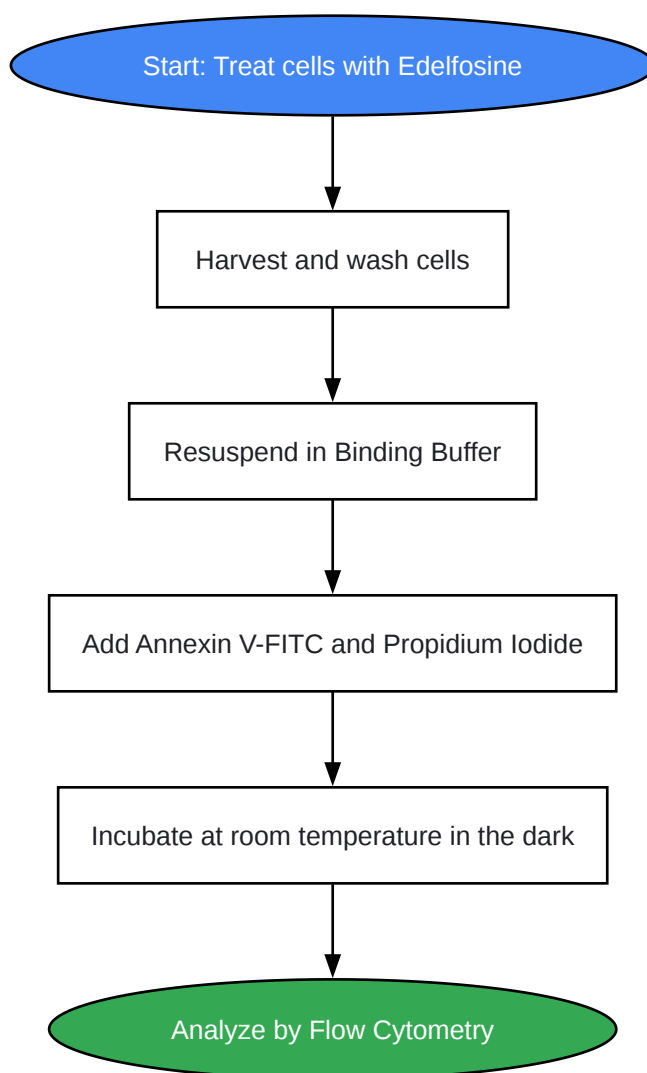 Start: Treat cells with Edelfosine
Harvest and wash cells
Resuspend in Binding Buffer
Add Annexin V-FITC and Propidium Iodide
Incubate at room temperature in the dark
Analyze by Flow Cytometry